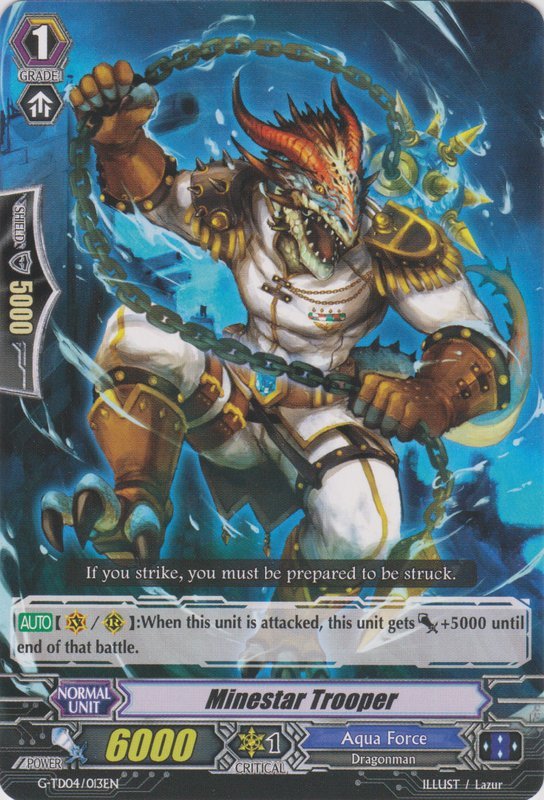 1
GRADE1
SHIELD
5000
If you strike, you must be prepared to be struck.
AUTO【V / R】:When this unit is attacked, this unit gets +5000 until
end of that battle.
NORMAL
UNIT
Minestar Trooper
POWER
6000
1
CRITICAL
Aqua Force
Dragonman
G-TD04/013EN
ILLUST / Lazur